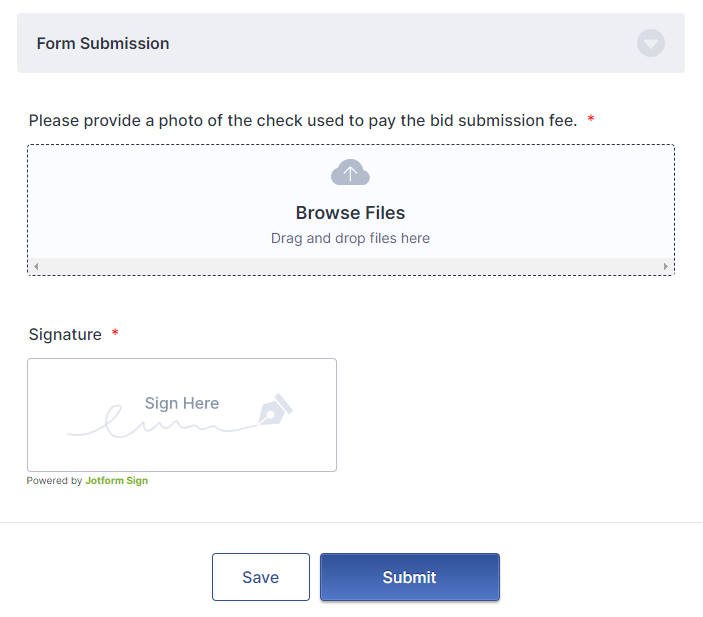 Form Submission
Please provide a photo of the check used to pay the bid submission fee. *
Browse Files
Drag and drop files here
Signature *
Sign Here
Powered by Jotform Sign
Save Submit